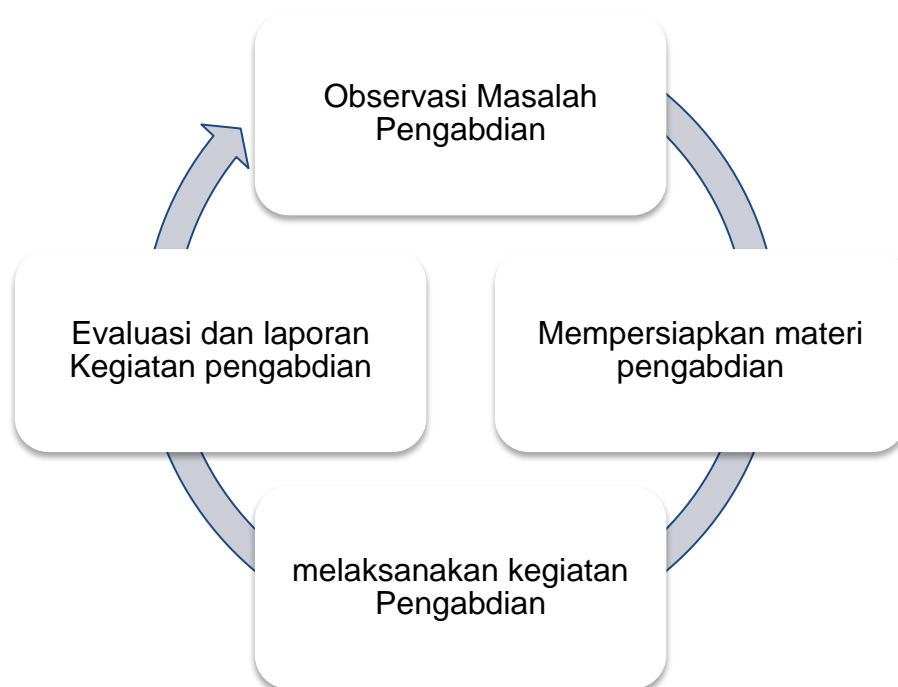 Observasi Masalah
Pengabdian
Mempersiapkan materi
pengabdian
melaksanakan kegiatan
Pengabdian
Evaluasi dan laporan
Kegiatan pengabdian